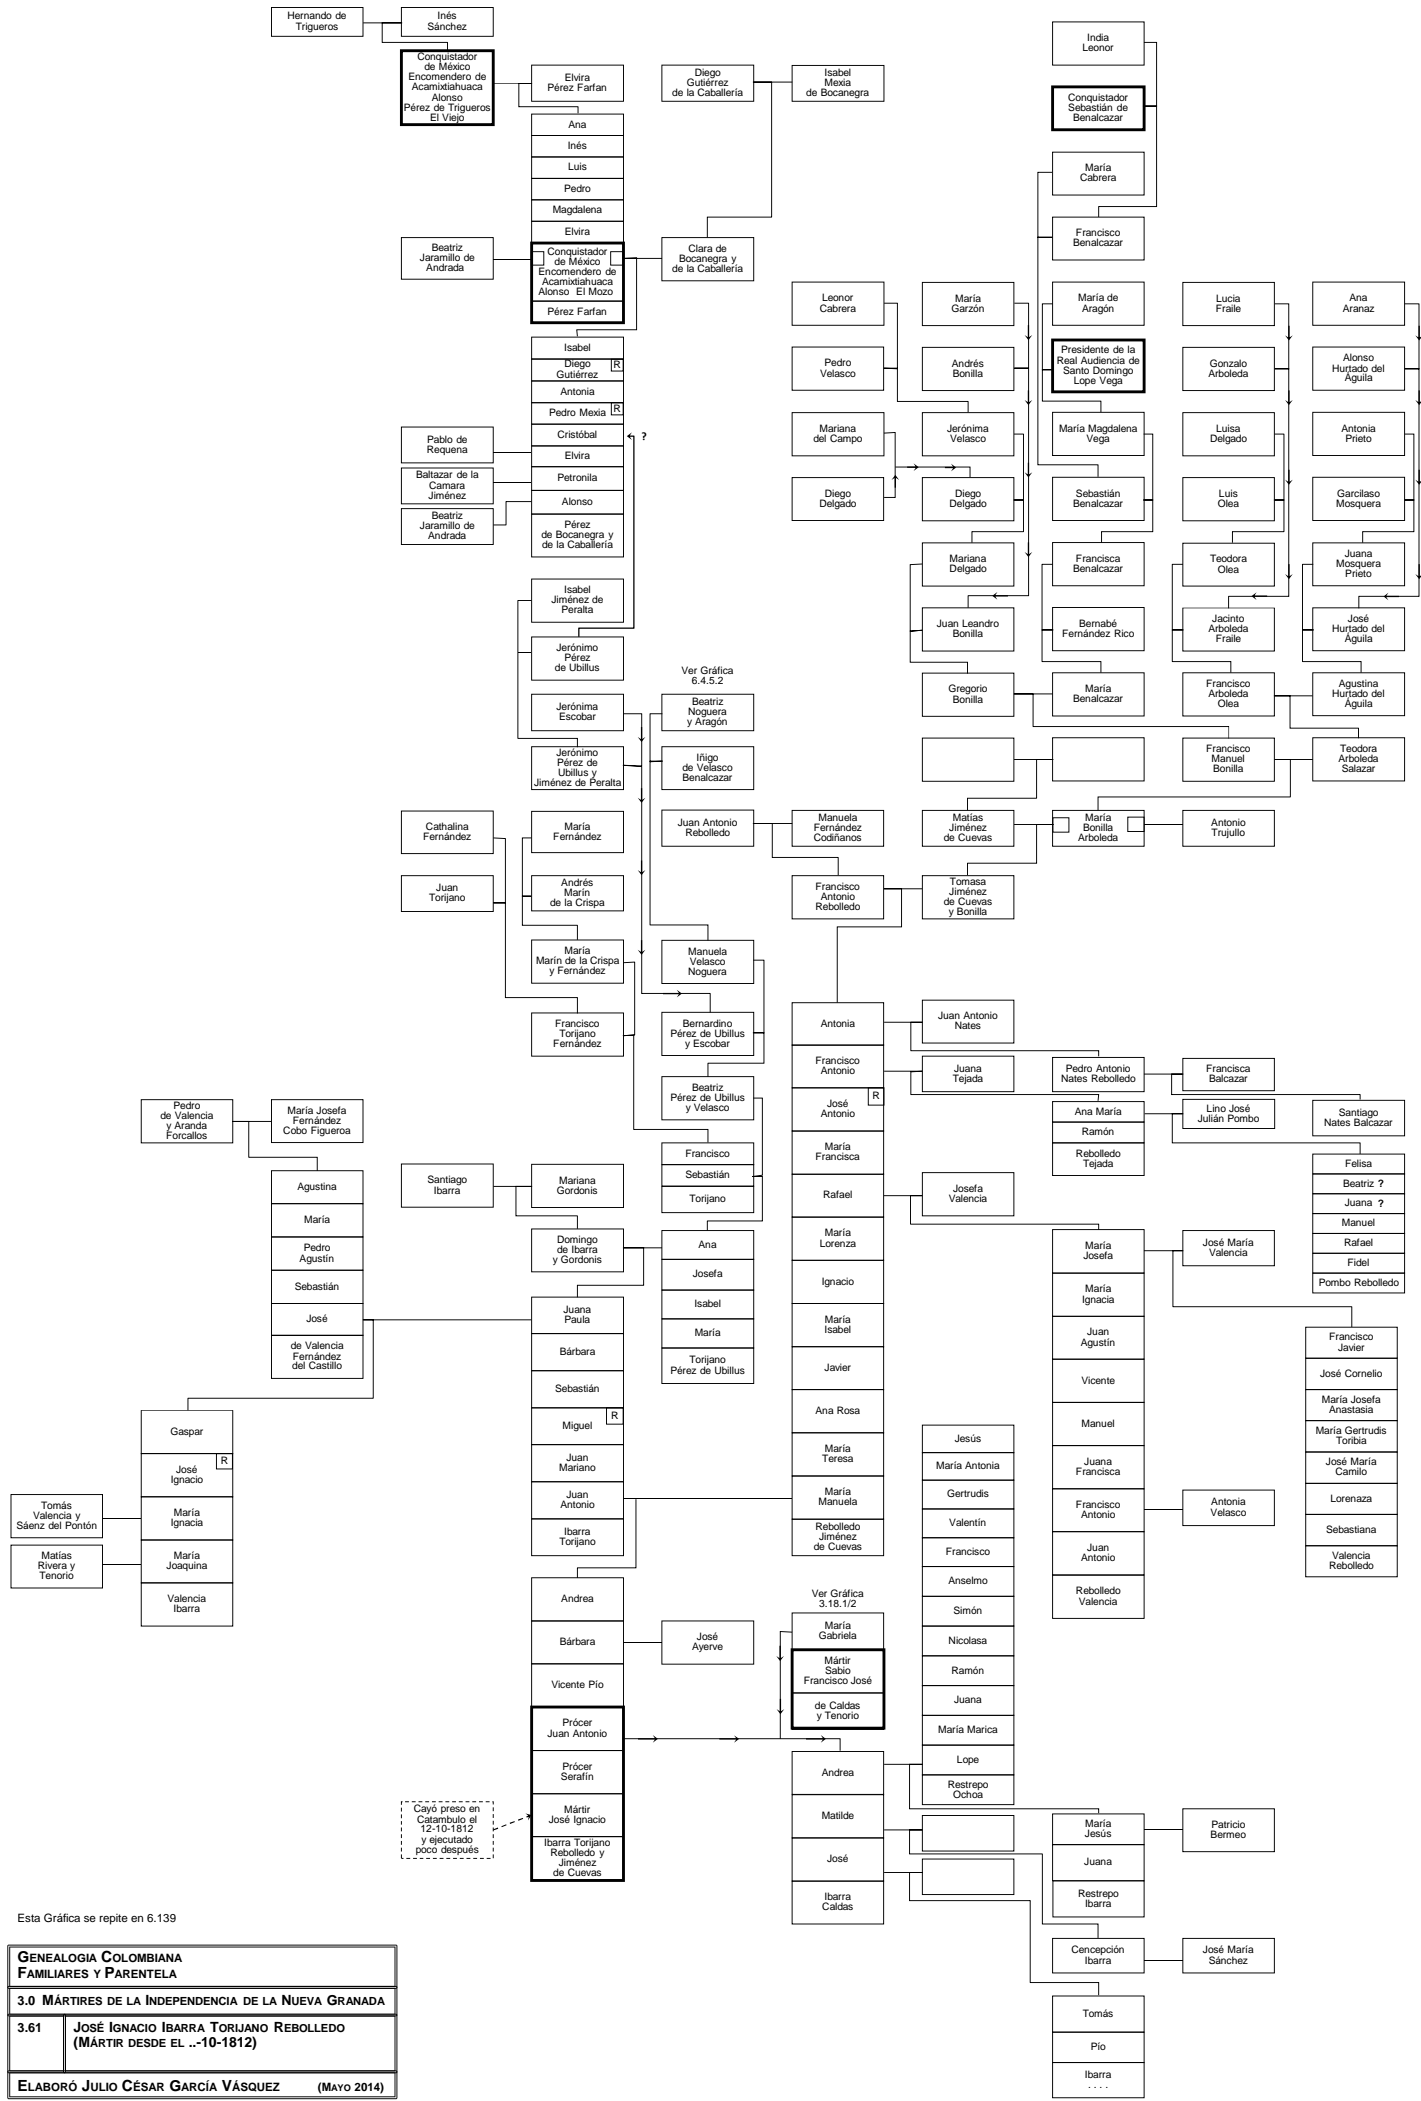 Hernando de
Trigueros
Inés
Sánchez
Conquistador
de México
Encomendero de
Acamixtiahuaca
Alonso
Pérez de Trigueros
El Viejo
Elvira
Pérez Farfan
Diego
Gutiérrez
de la Caballería
Isabel
Mexia
de Bocanegra
Ana
Inés
Luis
Pedro
Magdalena
Elvira
Conquistador
de México
Encomendero de
Acamixtiahuaca
Alonso El Mozo
Pérez Farfan
Beatriz
Jaramillo de
Andrada
Clara de
Bocanegra y
de la Caballería
Isabel
Diego
Gutiérrez
R
Antonia
Pedro Mexia
R
Cristóbal
?
Elvira
Petronila
Alonso
Pérez
de Bocanegra y
de la Caballería
Pablo de
Requena
Baltazar de la
Camara
Jiménez
Beatriz
Jaramillo de
Andrada
Isabel
Jiménez de
Peralta
Jerónimo
Pérez
de Ubillus
Jerónima
Escobar
Jerónimo
Pérez de
Ubillus y
Jiménez de Peralta
Ver Gráfica
6.4.5.2
Beatriz
Noguera
y Aragón
Iñigo
de Velasco
Benalcazar
India
Leonor
Conquistador
Sebastián de
Benalcazar
María
Cabrera
Francisco
Benalcazar
Leonor
Cabrera
María
Garzón
María de
Aragón
Lucia
Fraile
Ana
Aranaz
Pedro
Velasco
Andrés
Bonilla
Presidente de la
Real Audiencia de
Santo Domingo
Lope Vega
Gonzalo
Arboleda
Alonso
Hurtado del
Águila
Mariana
del Campo
Jerónima
Velasco
María Magdalena
Vega
Luisa
Delgado
Antonia
Prieto
Diego
Delgado
Diego
Delgado
Sebastián
Benalcazar
Luis
Olea
Garcilaso
Mosquera
Mariana
Delgado
Francisca
Benalcazar
Teodora
Olea
Juana
Mosquera
Prieto
Juan Leandro
Bonilla
Bernabé
Fernández Rico
Jacinto
Arboleda
Fraile
José
Hurtado del
Águila
Gregorio
Bonilla
María
Benalcazar
Francisco
Arboleda
Olea
Agustina
Hurtado del
Águila
Francisco
Manuel
Bonilla
Teodora
Arboleda
Salazar
Cathalina
Fernández
María
Fernández
Juan Antonio
Rebolledo
Manuela
Fernández
Codiñanos
Matías
Jiménez
de Cuevas
María
Bonilla
Arboleda
Antonio
Trujillo
Juan
Torijano
Andrés
Marín
de la Crispa
Francisco
Antonio
Rebolledo
Tomasa
Jiménez
de Cuevas
y Bonilla
María
Marín de la Crispa
y Fernández
Manuela
Velasco
Noguera
Francisco
Torijano
Fernández
Bernardino
Pérez de Ubillus
y Escobar
Beatriz
Pérez de Ubillus
y Velasco
Antonia
Francisco
Antonio
José
Antonio
R
María
Francisca
Rafael
María
Lorenza
Ignacio
María
Isabel
Javier
Ana Rosa
María
Teresa
María
Manuela
Rebolledo
Jiménez
de Cuevas
Juan Antonio
Nates
Juana
Tejada
Pedro Antonio
Nates Rebolledo
Francisca
Balcazar
Santiago
Nates Balcazar
Ana María
Ramón
Rebolledo
Tejada
Lino José
Julián Pombo
Felisa
Beatriz ?
Juana ?
Manuel
Rafael
Fidel
Pombo Rebolledo
Josefa
Valencia
María
Josefa
María
Ignacia
Juan
Agustín
Vicente
Manuel
Juana
Francisca
Francisco
Antonio
Juan
Antonio
Rebolledo
Valencia
José María
Valencia
Antonia
Velasco
Francisco
Javier
José Cornelio
María Josefa
Anastasia
María Gertrudis
Toribia
José María
Camilo
Lorenaza
Sebastiana
Valencia
Rebolledo
Pedro
de Valencia
y Aranda
Forcallos
María Josefa
Fernández
Cobo Figueroa
Agustina
María
Pedro
Agustín
Sebastián
José
de Valencia
Fernández
del Castillo
Santiago
Ibarra
Mariana
Gordonis
Francisco
Sebastián
Torijano
Domingo
de Ibarra
y Gordonis
Ana
Josefa
Isabel
María
Torijano
Pérez de Ubillus
Juana
Paula
Bárbara
Sebastián
Miguel
R
Juan
Mariano
Juan
Antonio
Ibarra
Torijano
Gaspar
José
Ignacio
R
María
Ignacia
María
Joaquina
Valencia
Ibarra
Tomás
Valencia y
Sáenz del Pontón
Matías
Rivera y
Tenorio
Andrea
Bárbara
Vicente Pío
Prócer
Juan Antonio
Prócer
Serafín
Mártir
José Ignacio
Ibarra Torijano
Rebolledo y
Jiménez
de Cuevas
José
Ayerve
Cayó preso en
Catambulo el
12-10-1812
y ejecutado
poco después
Ver Gráfica
3.18.1/2
María
Gabriela
Mártir
Sabio
Francisco José
de Caldas
y Tenorio
Andrea
Matilde
José
Ibarra
Caldas
Jesús
María Antonia
Gertrudis
Valentín
Francisco
Anselmo
Simón
Nicolasa
Ramón
Juana
María Marica
Lope
Restrepo
Ochoa
María
Jesús
Juana
Restrepo
Ibarra
Patricio
Bermeo
Cencepción
Ibarra
José María
Sánchez
Tomás
Pío
Ibarra
. . . .
Esta Gráfica se repite en 6.139
GENEALOGIA COLOMBIANA
FAMILIARES Y PARENTELA
3.0 MÁRTIRES DE LA INDEPENDENCIA DE LA NUEVA GRANADA
3.61 JOSÉ IGNACIO IBARRA TORIJANO REBOLLEDO
(MÁRTIR DESDE EL ..-10-1812)
ELABORÓ JULIO CÉSAR GARCÍA VÁSQUEZ (MAYO 2014)